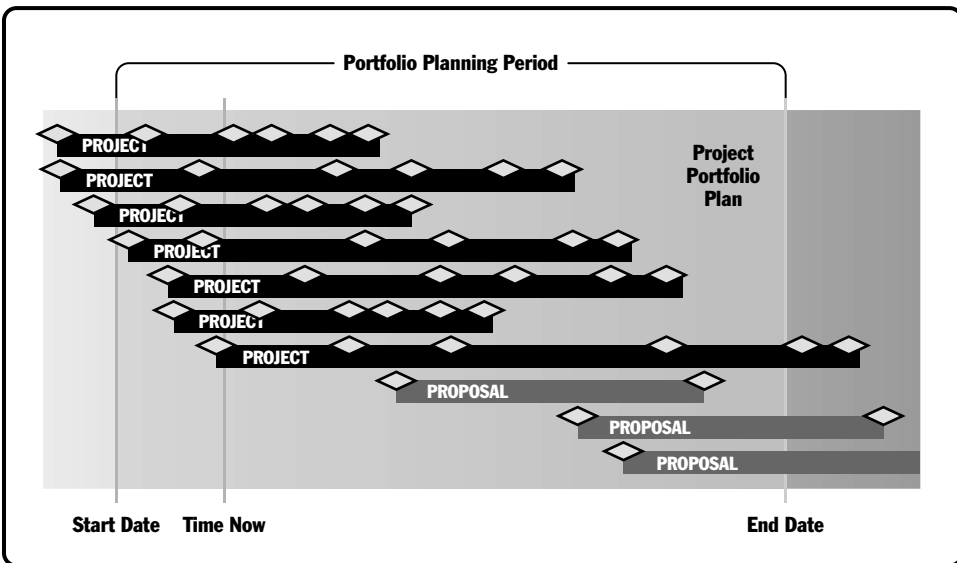 Portfolio Planning Period
PROJECT
Project
Portfolio
Plan
PROJECT
PROJECT
PROJECT
PROJECT
PROJECT
PROJECT
PROPOSAL
PROPOSAL
PROPOSAL
Start Date
Time Now
End Date